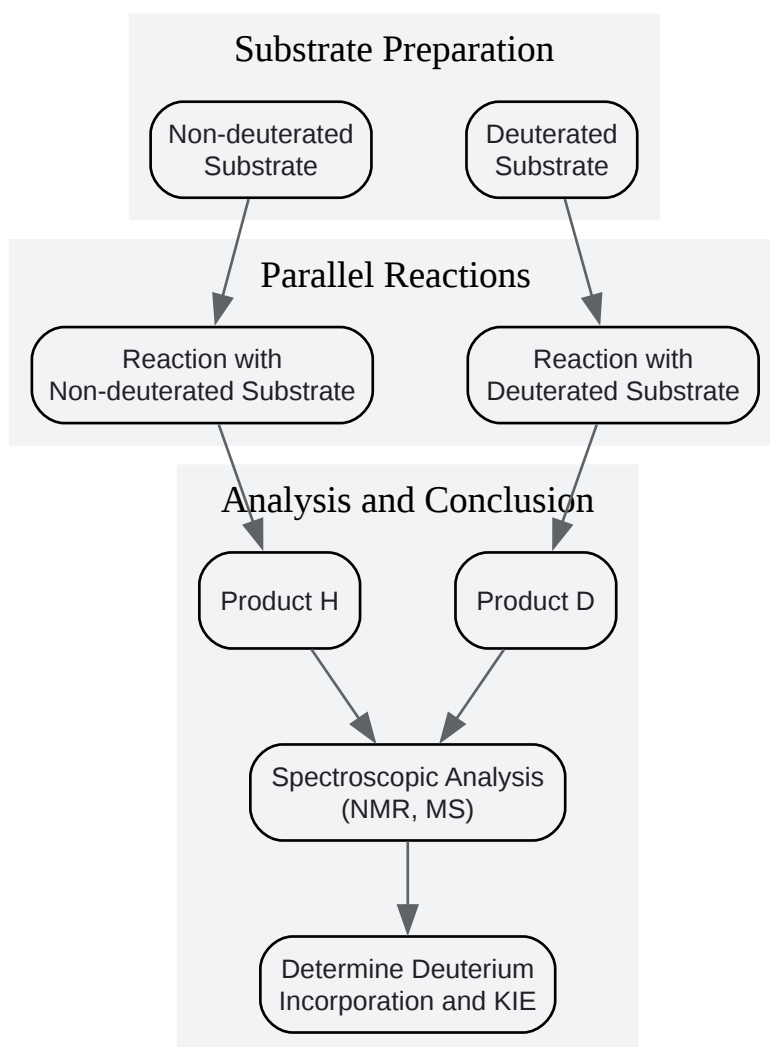 Substrate Preparation
Non-deuterated
Substrate
Deuterated
Substrate
Parallel Reactions
Reaction with
Non-deuterated Substrate
Reaction with
Deuterated Substrate
Analysis and Conclusion
Product H
Product D
Spectroscopic Analysis
(NMR, MS)
Determine Deuterium
Incorporation and KIE